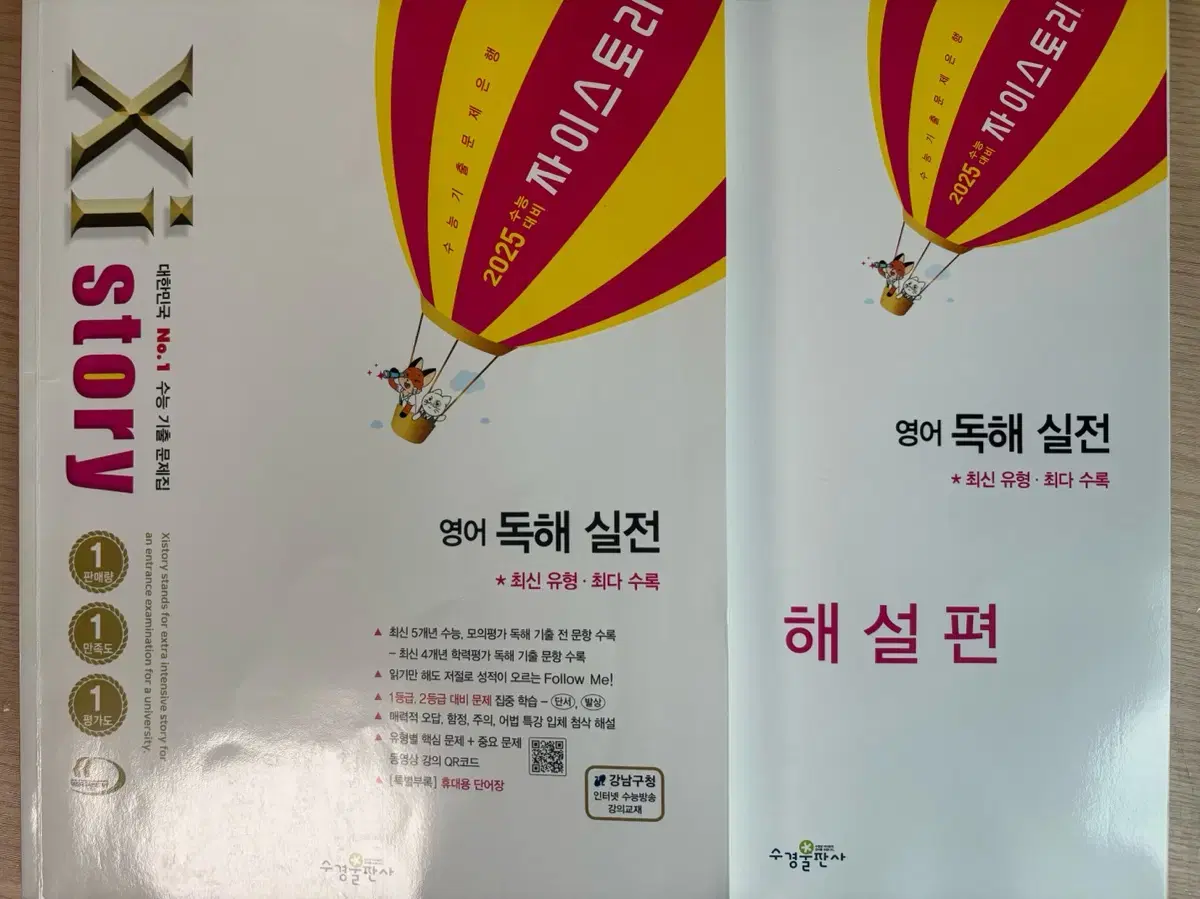 Xi
story
대한민국 No.1 수능 기출 문제집
Xistory stands for extra intensive story for
an entrance examination for a university.
1
판매량
1
만족도
1
평가도
수능기출문제은행
2025 수능 대비 자이스토리
영어 독해 실전
★ 최신 유형 · 최다 수록
▲ 최신 5개년 수능, 모의평가 독해 기출 전 문항 수록
– 최신 4개년 학력평가 독해 기출 문항 수록
▲ 읽기만 해도 저절로 성적이 오르는 Follow Me!
▲ 1등급, 2등급 대비 문제 집중 학습 – 단서, 발상
▲ 매력적 오답, 함정, 주의, 어법 특강 입체 첨삭 해설
▲ 유형별 핵심 문제 + 중요 문제
동영상 강의 QR코드
▲ [특별부록] 휴대용 단어장
강남구청
인터넷 수능방송
강의교재
수경출판사
수능기출문제은행
2025 수능 대비 자이스토리
영어 독해 실전
★ 최신 유형 · 최다 수록
해설편
수경출판사